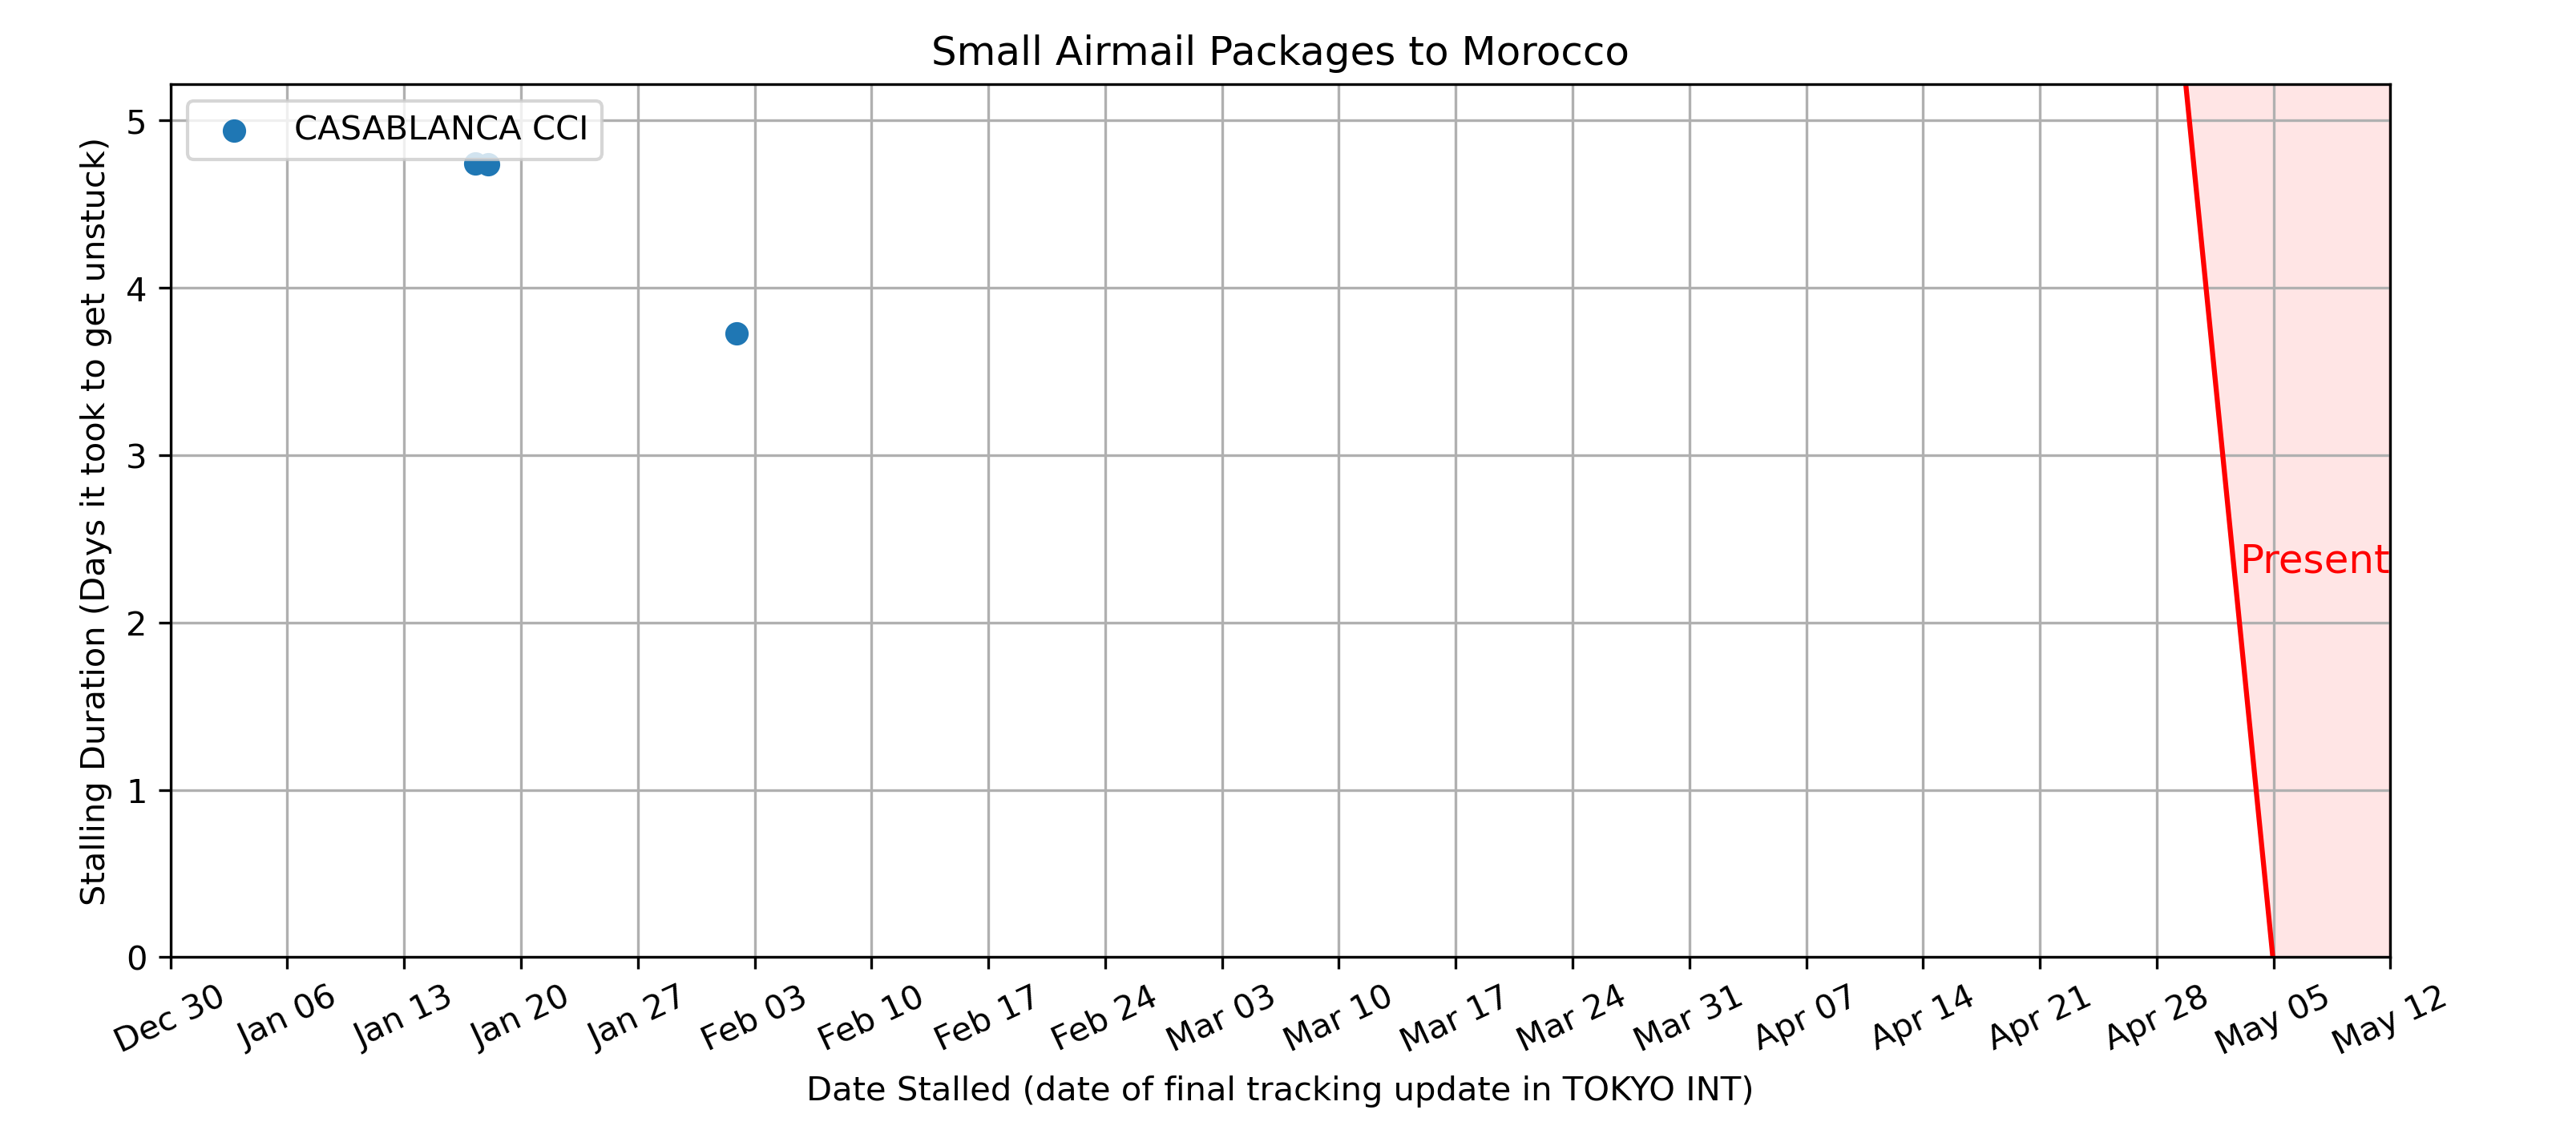 Small Airmail Packages to Morocco
CASABLANCA CCI
5
4
3
2
1
0
Stalling Duration (Days it took to get unstuck)
Present
Dec 30
Jan 06
Jan 13
Jan 20
Jan 27
Feb 03
Feb 10
Feb 17
Feb 24
Mar 03
Mar 10
Mar 17
Mar 24
Mar 31
Apr 07
Apr 14
Apr 21
Apr 28
May 05
May 12
Date Stalled (date of final tracking update in TOKYO INT)